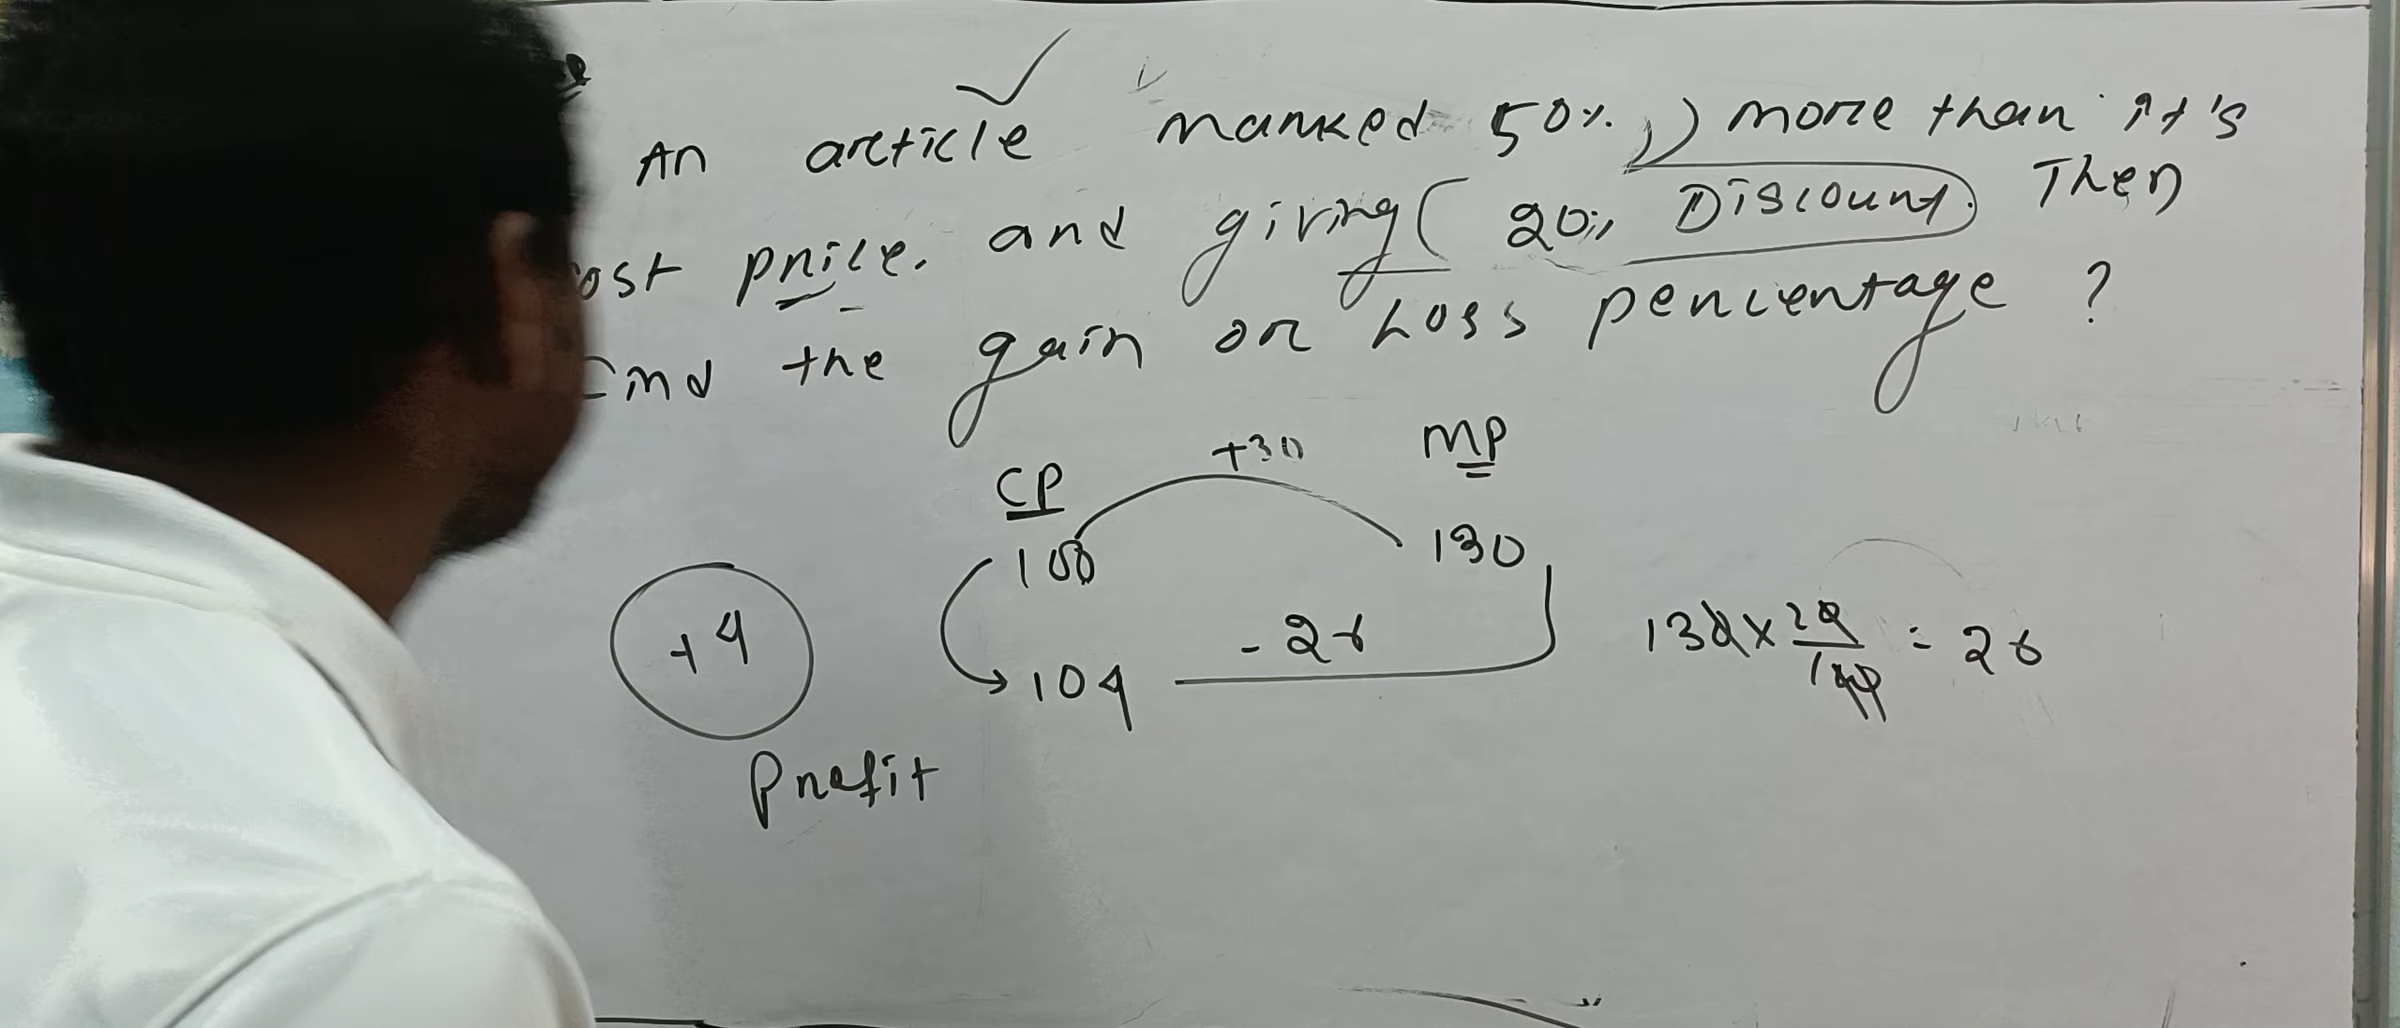 An article marked 50% more than it's
ost price. and giving ( 20% Discount) Then
ind the gain or Loss percentage ?
CP +30 MP
100 130
+4 - 26 130 x 20/100 = 26
104
Profit